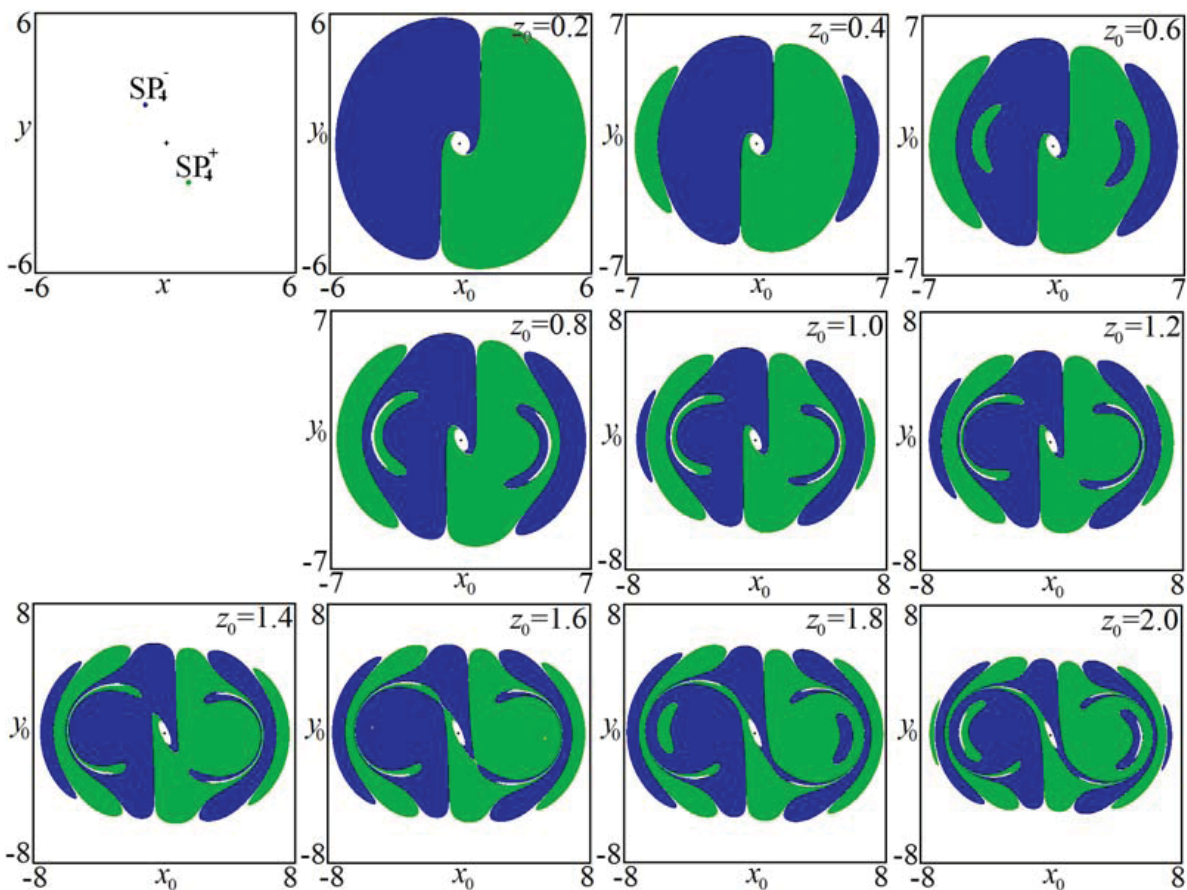 6
SP₄⁻
y
SP₄⁺
-6
-6
x
6
6
z₀=0.2
y₀
-6
-6
x₀
6
7
z₀=0.4
y₀
-7
-7
x₀
7
7
z₀=0.6
y₀
-7
-7
x₀
7
7
z₀=0.8
y₀
-7
-7
x₀
7
8
z₀=1.0
y₀
-8
-8
x₀
8
8
z₀=1.2
y₀
-8
-8
x₀
8
8
z₀=1.4
y₀
-8
-8
x₀
8
8
z₀=1.6
y₀
-8
-8
x₀
8
8
z₀=1.8
y₀
-8
-8
x₀
8
8
z₀=2.0
y₀
-8
-8
x₀
8